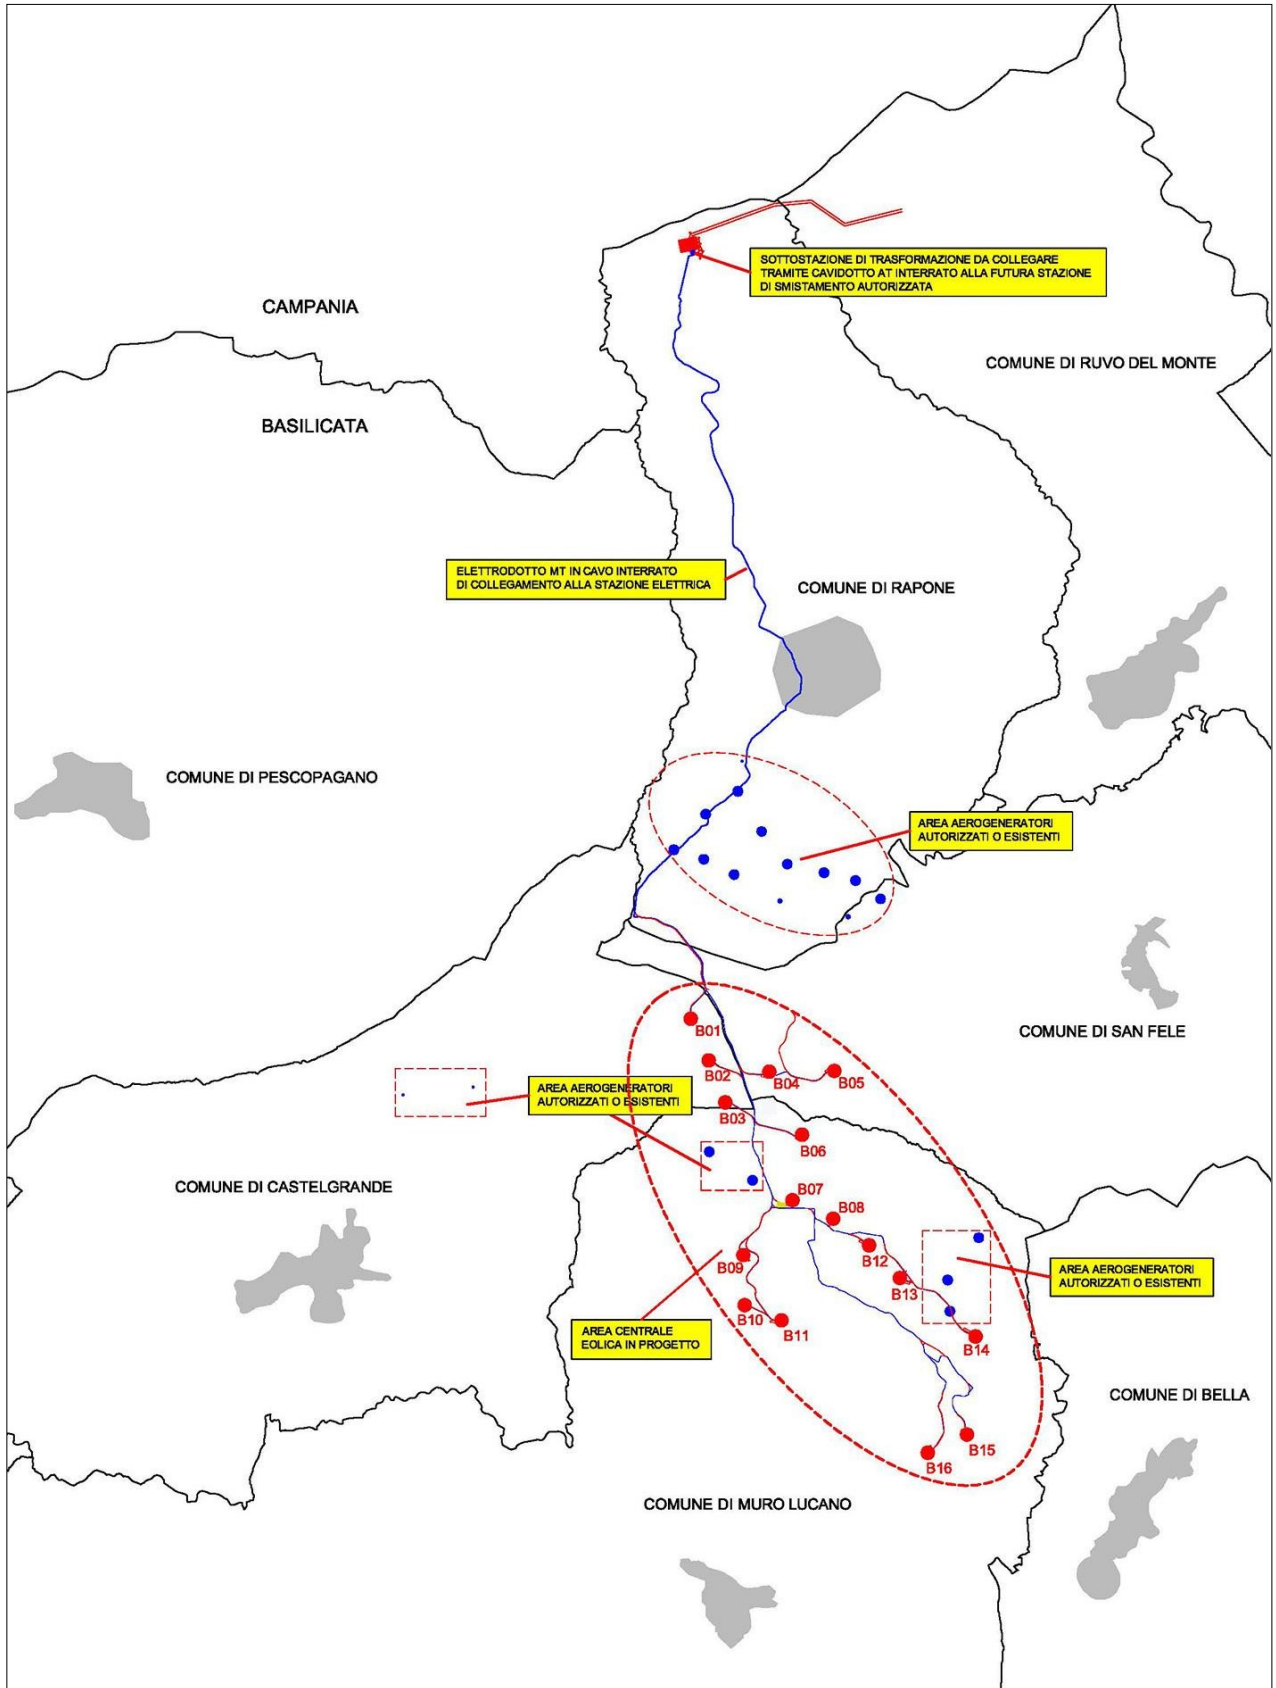 SOTTOSTAZIONE DI TRASFORMAZIONE DA COLLEGARE
TRAMITE CAVIDOTTO AT INTERRATO ALLA FUTURA STAZIONE
DI SMISTAMENTO AUTORIZZATA
CAMPANIA
COMUNE DI RUVO DEL MONTE
BASILICATA
ELETTRODOTTO MT IN CAVO INTERRATO
DI COLLEGAMENTO ALLA STAZIONE ELETTRICA
COMUNE DI RAPONE
COMUNE DI PESCOPAGANO
AREA AEROGENERATORI
AUTORIZZATI O ESISTENTI
B01
COMUNE DI SAN FELE
B02
B04
B05
AREA AEROGENERATORI
AUTORIZZATI O ESISTENTI
B03
B06
COMUNE DI CASTELGRANDE
B07
B08
B09
B12
AREA AEROGENERATORI
AUTORIZZATI O ESISTENTI
B13
B10
B11
AREA CENTRALE
EOLICA IN PROGETTO
B14
COMUNE DI BELLA
B15
B16
COMUNE DI MURO LUCANO